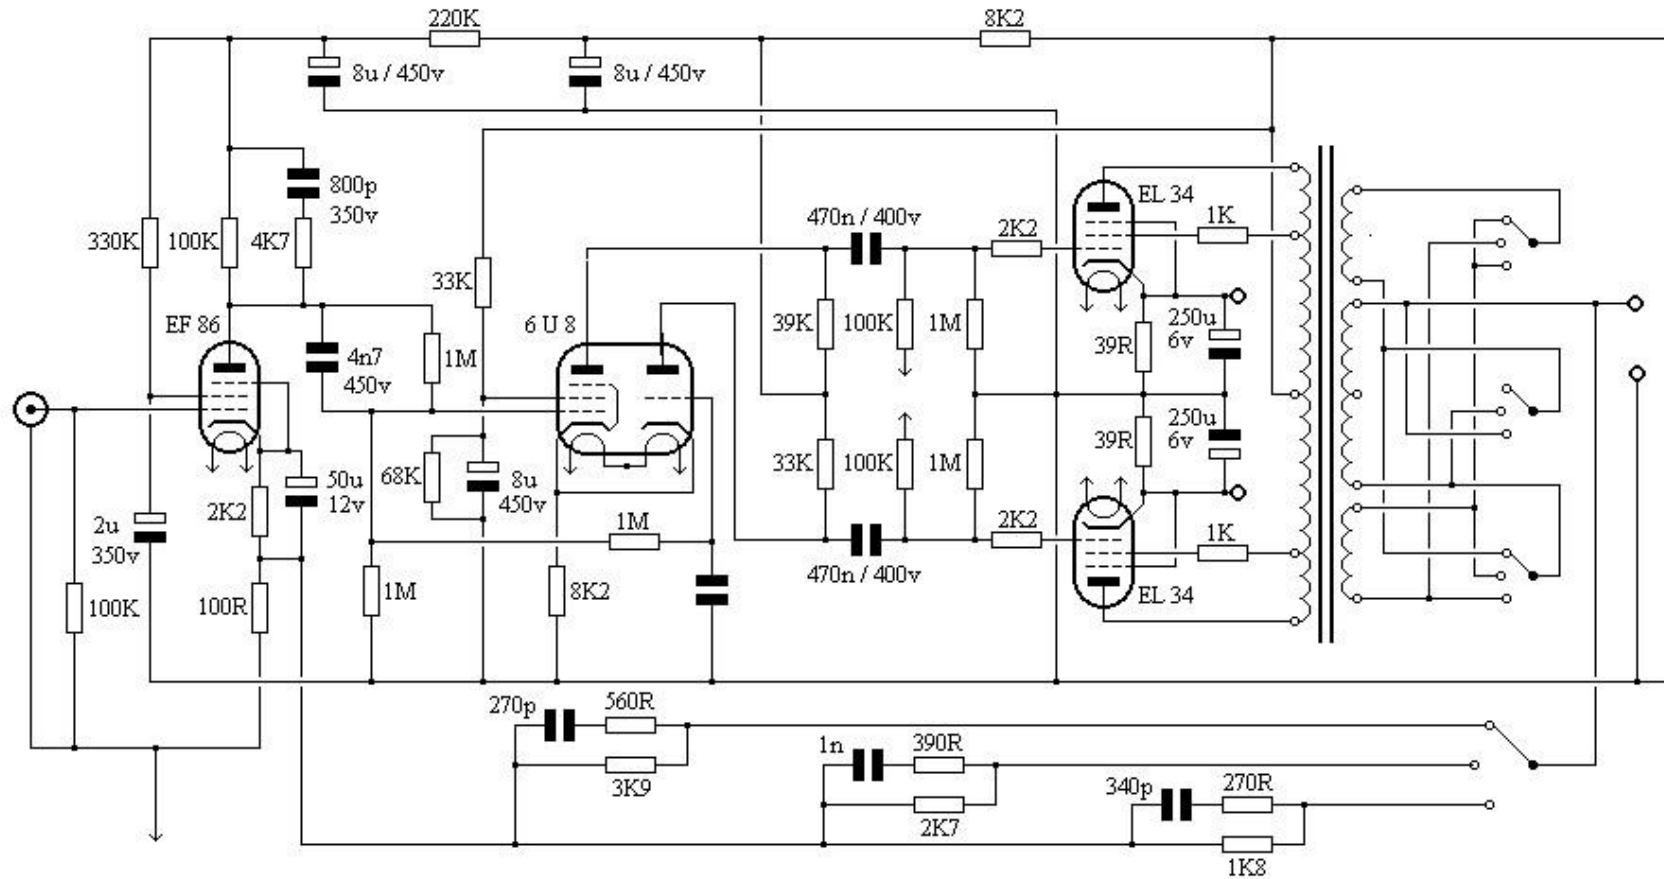 220K
8K2
8u / 450v
8u / 450v
800p
350v
330K
100K
4K7
33K
EF 86
4n7
450v
1M
6 U 8
470n / 400v
2K2
EL 34
1K
39K
100K
1M
39R
250u
6v
33K
100K
1M
39R
250u
6v
68K
8u
450v
50u
12v
2K2
2u
350v
1M
2K2
1K
470n / 400v
100K
100R
1M
8K2
EL 34
270p
560R
3K9
1n
390R
2K7
340p
270R
1K8